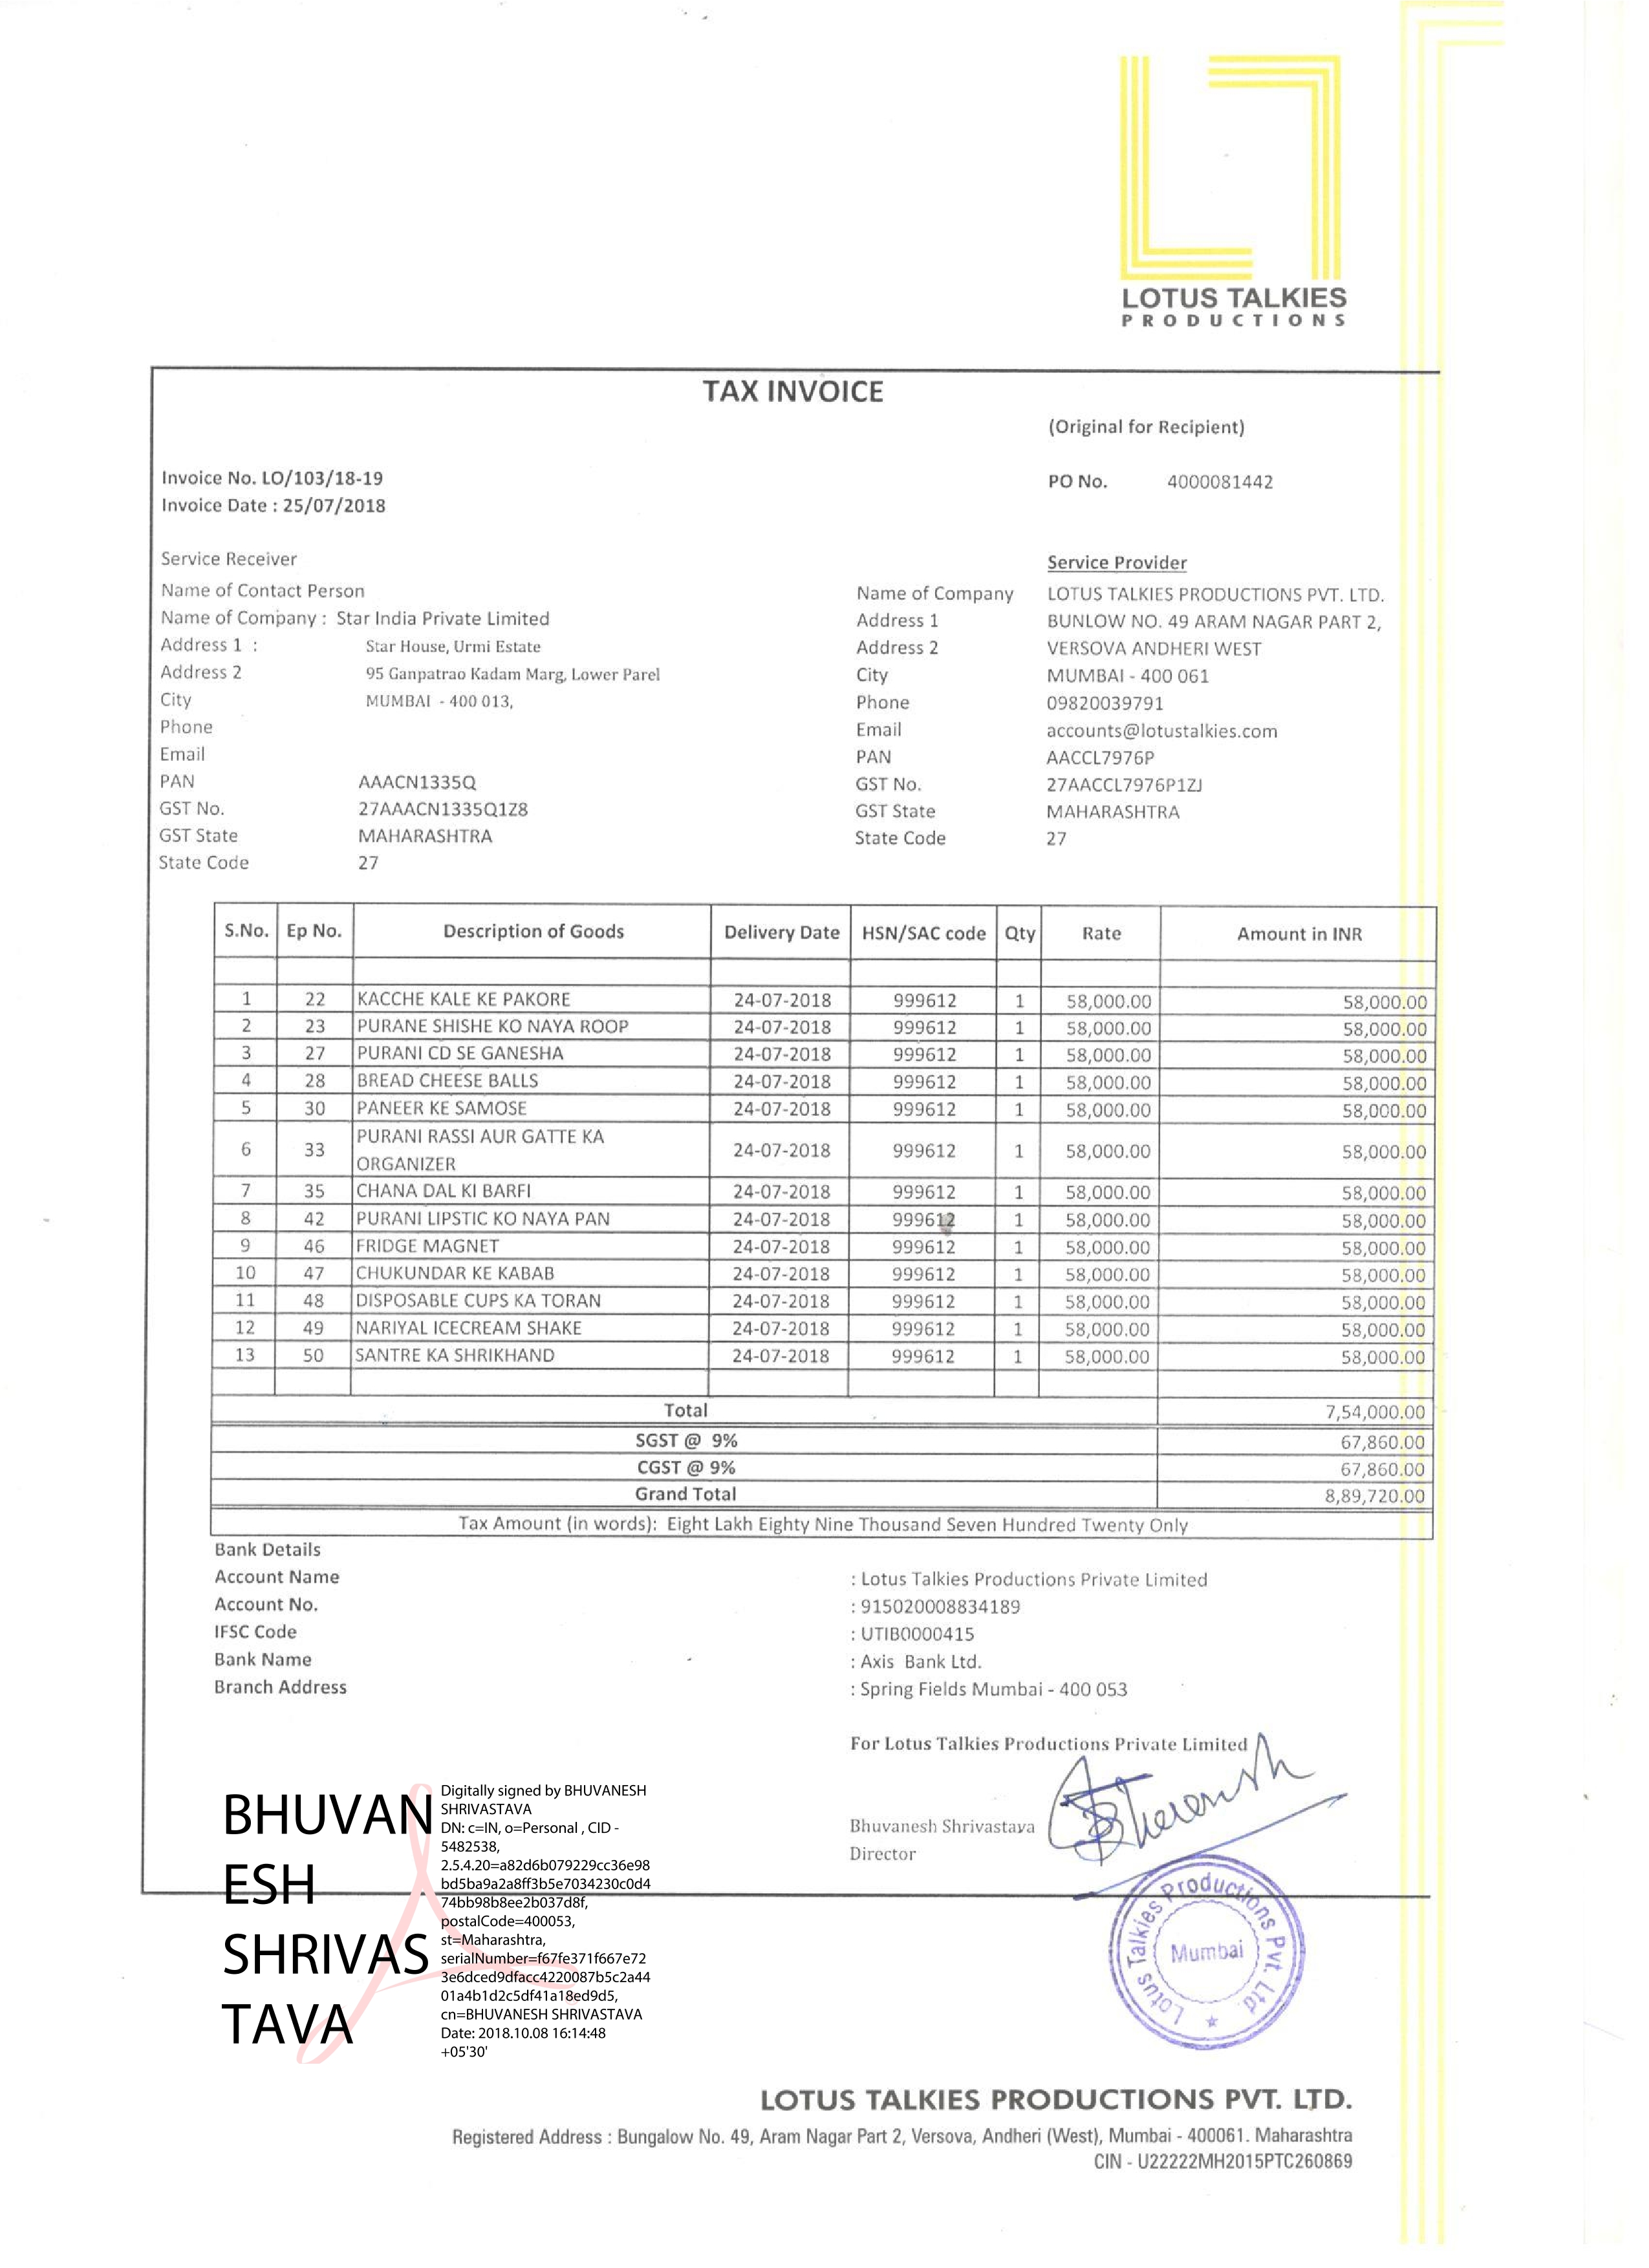 LOTUS TALKIES
PRODUCTIONS
TAX INVOICE
(Original for Recipient)
Invoice No. LO/103/18-19
PO No. 4000081442
Invoice Date : 25/07/2018
Service Receiver
Name of Contact Person
Name of Company : Star India Private Limited
Address 1 : Star House, Urmi Estate
Address 2 95 Ganpatrao Kadam Marg, Lower Parel
City MUMBAI - 400 013,
Phone
Email
PAN AAACN1335Q
GST No. 27AAACN1335Q1Z8
GST State MAHARASHTRA
State Code 27
Service Provider
Name of Company LOTUS TALKIES PRODUCTIONS PVT. LTD.
Address 1 BUNLOW NO. 49 ARAM NAGAR PART 2,
Address 2 VERSOVA ANDHERI WEST
City MUMBAI - 400 061
Phone 09820039791
Email accounts@lotustalkies.com
PAN AACCL7976P
GST No. 27AACCL7976P1ZJ
GST State MAHARASHTRA
State Code 27
S.No. Ep No. Description of Goods Delivery Date HSN/SAC code Qty Rate Amount in INR
1 22 KACCHE KALE KE PAKORE 24-07-2018 999612 1 58,000.00 58,000.00
2 23 PURANE SHISHE KO NAYA ROOP 24-07-2018 999612 1 58,000.00 58,000.00
3 27 PURANI CD SE GANESHA 24-07-2018 999612 1 58,000.00 58,000.00
4 28 BREAD CHEESE BALLS 24-07-2018 999612 1 58,000.00 58,000.00
5 30 PANEER KE SAMOSE 24-07-2018 999612 1 58,000.00 58,000.00
6 33 PURANI RASSI AUR GATTE KA
ORGANIZER 24-07-2018 999612 1 58,000.00 58,000.00
7 35 CHANA DAL KI BARFI 24-07-2018 999612 1 58,000.00 58,000.00
8 42 PURANI LIPSTIC KO NAYA PAN 24-07-2018 999612 1 58,000.00 58,000.00
9 46 FRIDGE MAGNET 24-07-2018 999612 1 58,000.00 58,000.00
10 47 CHUKUNDAR KE KABAB 24-07-2018 999612 1 58,000.00 58,000.00
11 48 DISPOSABLE CUPS KA TORAN 24-07-2018 999612 1 58,000.00 58,000.00
12 49 NARIYAL ICECREAM SHAKE 24-07-2018 999612 1 58,000.00 58,000.00
13 50 SANTRE KA SHRIKHAND 24-07-2018 999612 1 58,000.00 58,000.00
Total 7,54,000.00
SGST @ 9% 67,860.00
CGST @ 9% 67,860.00
Grand Total 8,89,720.00
Tax Amount (in words): Eight Lakh Eighty Nine Thousand Seven Hundred Twenty Only
Bank Details
Account Name : Lotus Talkies Productions Private Limited
Account No. : 915020008834189
IFSC Code : UTIB0000415
Bank Name : Axis Bank Ltd.
Branch Address : Spring Fields Mumbai - 400 053
For Lotus Talkies Productions Private Limited
Bhuvanesh Shrivastava
Director
BHUVAN
ESH
SHRIVAS
TAVA
Digitally signed by BHUVANESH
SHRIVASTAVA
DN: c=IN, o=Personal , CID -
5482538,
2.5.4.20=a82d6b079229cc36e98
bd5ba9a2a8ff3b5e7034230c0d4
74bb98b8ee2b037d8f,
postalCode=400053,
st=Maharashtra,
serialNumber=f67fe371f667e72
3e6dced9dfacc4220087b5c2a44
01a4b1d2c5df41a18ed9d5,
cn=BHUVANESH SHRIVASTAVA
Date: 2018.10.08 16:14:48
+05'30'
Lotus Talkies Productions Pvt. Ltd.
Mumbai
LOTUS TALKIES PRODUCTIONS PVT. LTD.
Registered Address : Bungalow No. 49, Aram Nagar Part 2, Versova, Andheri (West), Mumbai - 400061. Maharashtra
CIN - U22222MH2015PTC260869